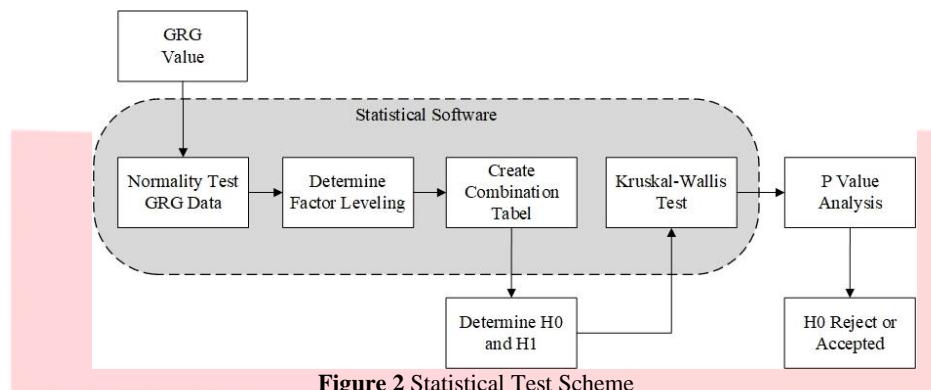 GRG
Value
Statistical Software
Normality Test
GRG Data
Determine
Factor Leveling
Create
Combination
Tabel
Kruskal-Wallis
Test
P Value
Analysis
Determine H0
and H1
H0 Reject or
Accepted
Figure 2 Statistical Test Scheme